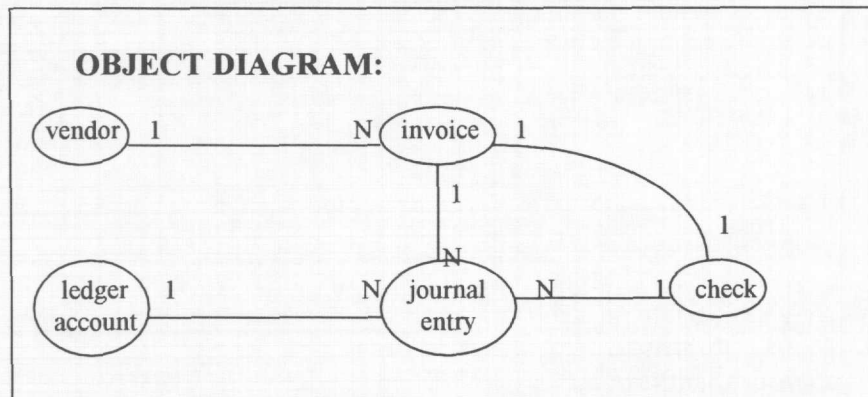 OBJECT DIAGRAM:
vendor 1 N invoice 1
1
1
N
ledger account 1 N journal entry N 1 check